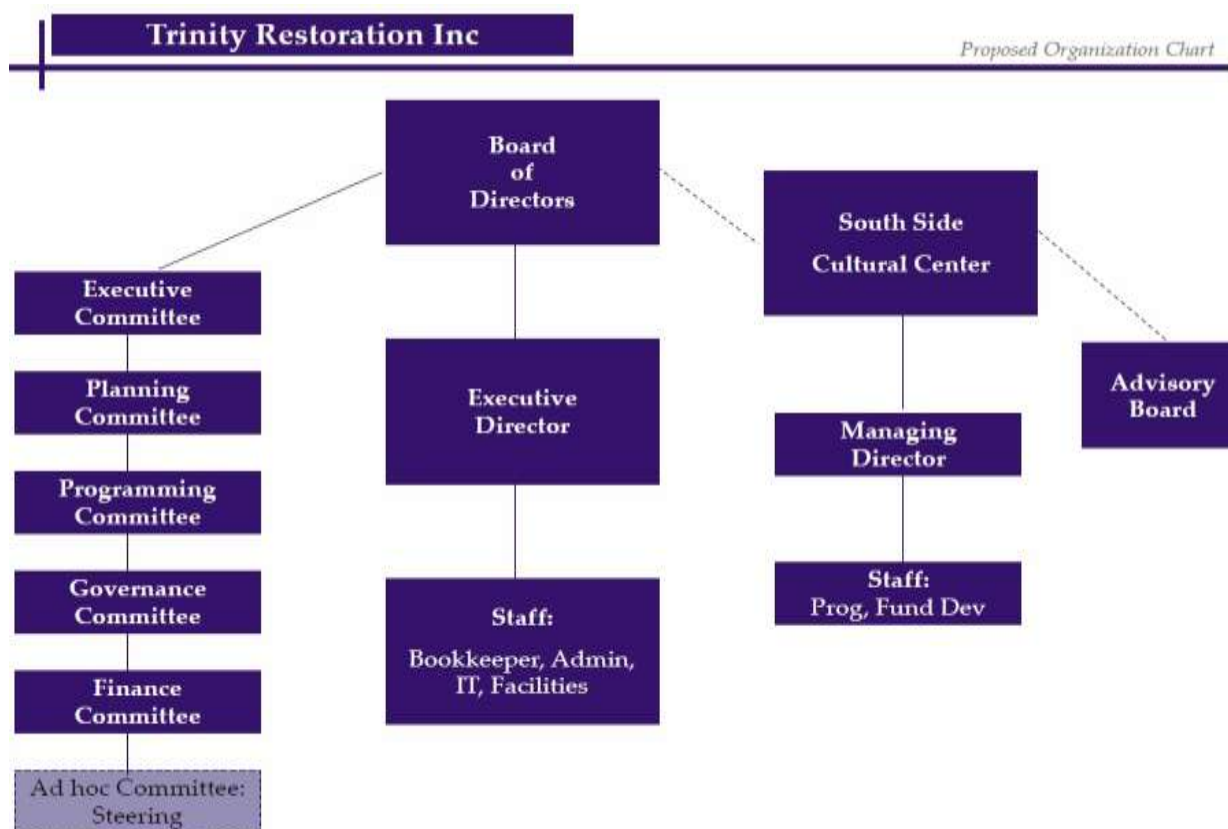 Trinity Restoration Inc
Proposed Organization Chart
Board
of
Directors
South Side
Cultural Center
Executive
Committee
Executive
Director
Advisory
Board
Planning
Committee
Managing
Director
Programming
Committee
Staff:
Prog, Fund Dev
Governance
Committee
Staff:
Bookkeeper, Admin,
IT, Facilities
Finance
Committee
Ad hoc Committee:
Steering